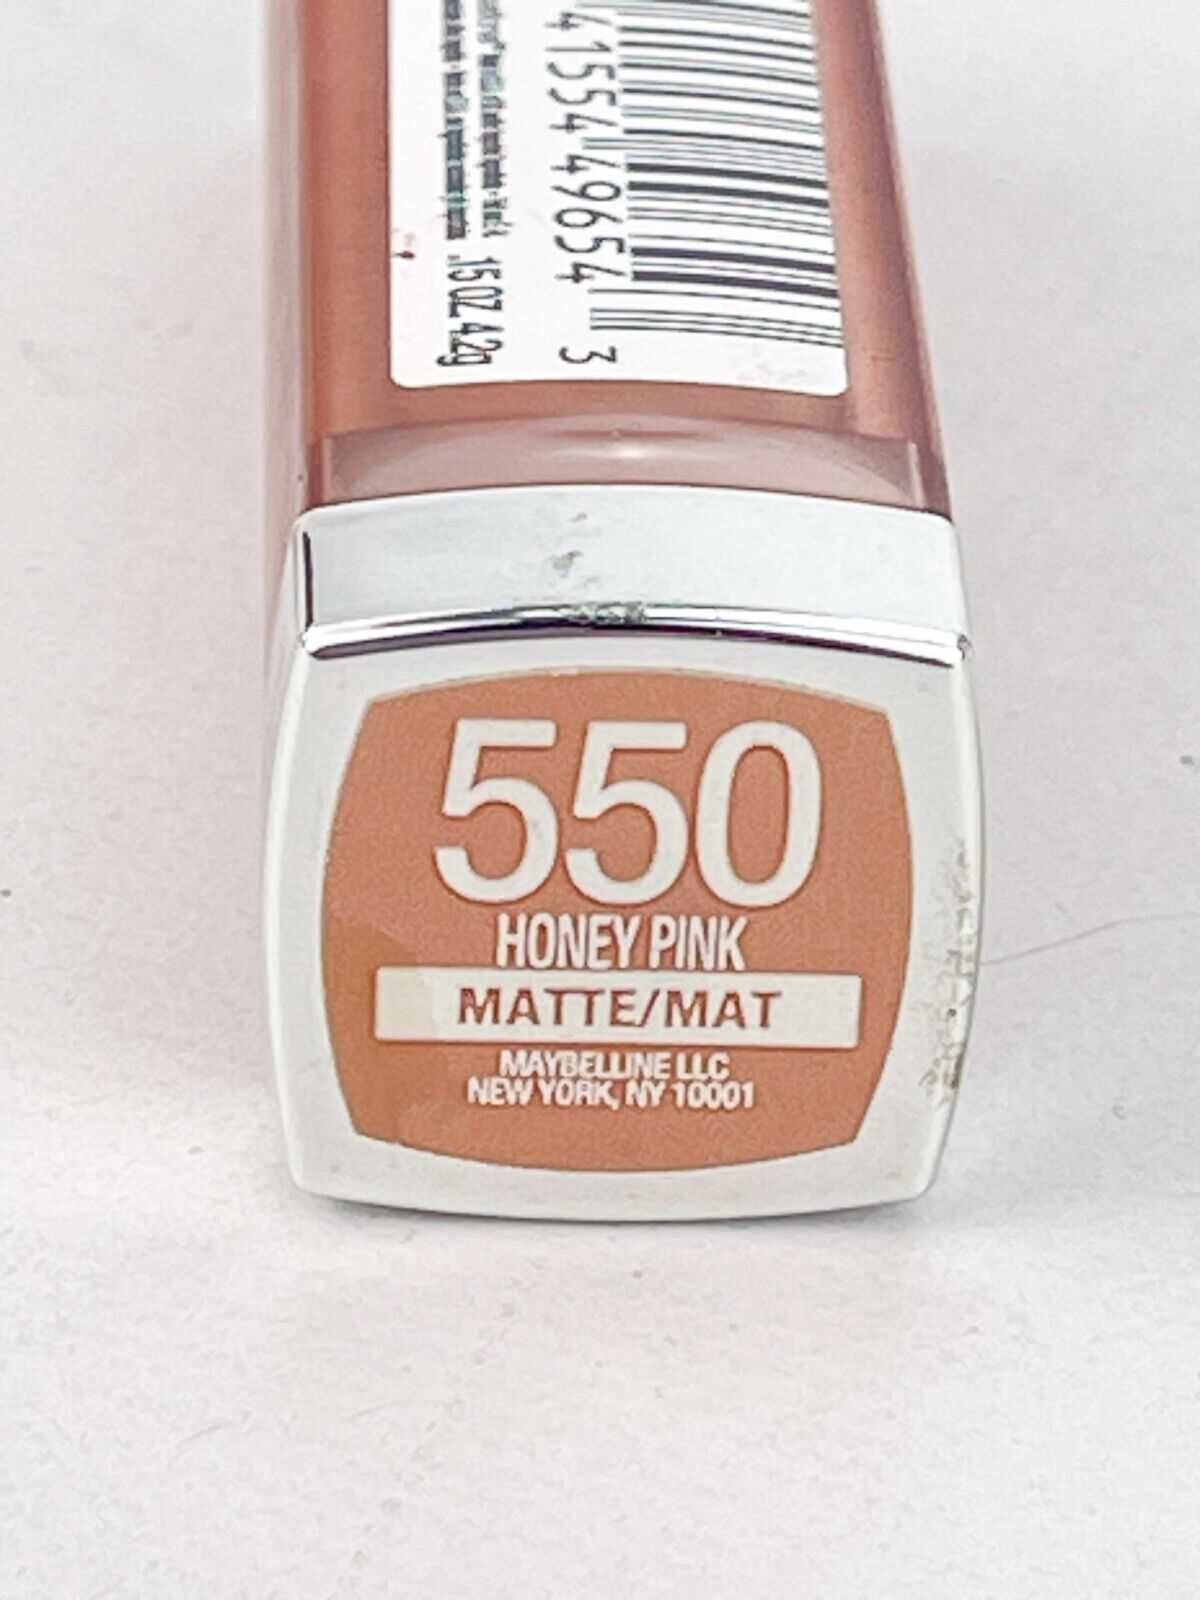 550
HONEY PINK
MATTE/MAT
MAYBELLINE LLC
NEW YORK, NY 10001
.15 OZ 4.2g
41554 49654 3